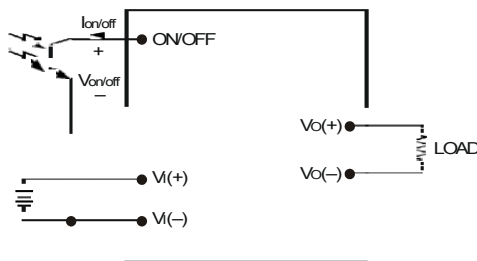 Ion/off
+
ON/OFF
Von/off
–
VO(+)
LOAD
VO(–)
VI(+)
VI(–)